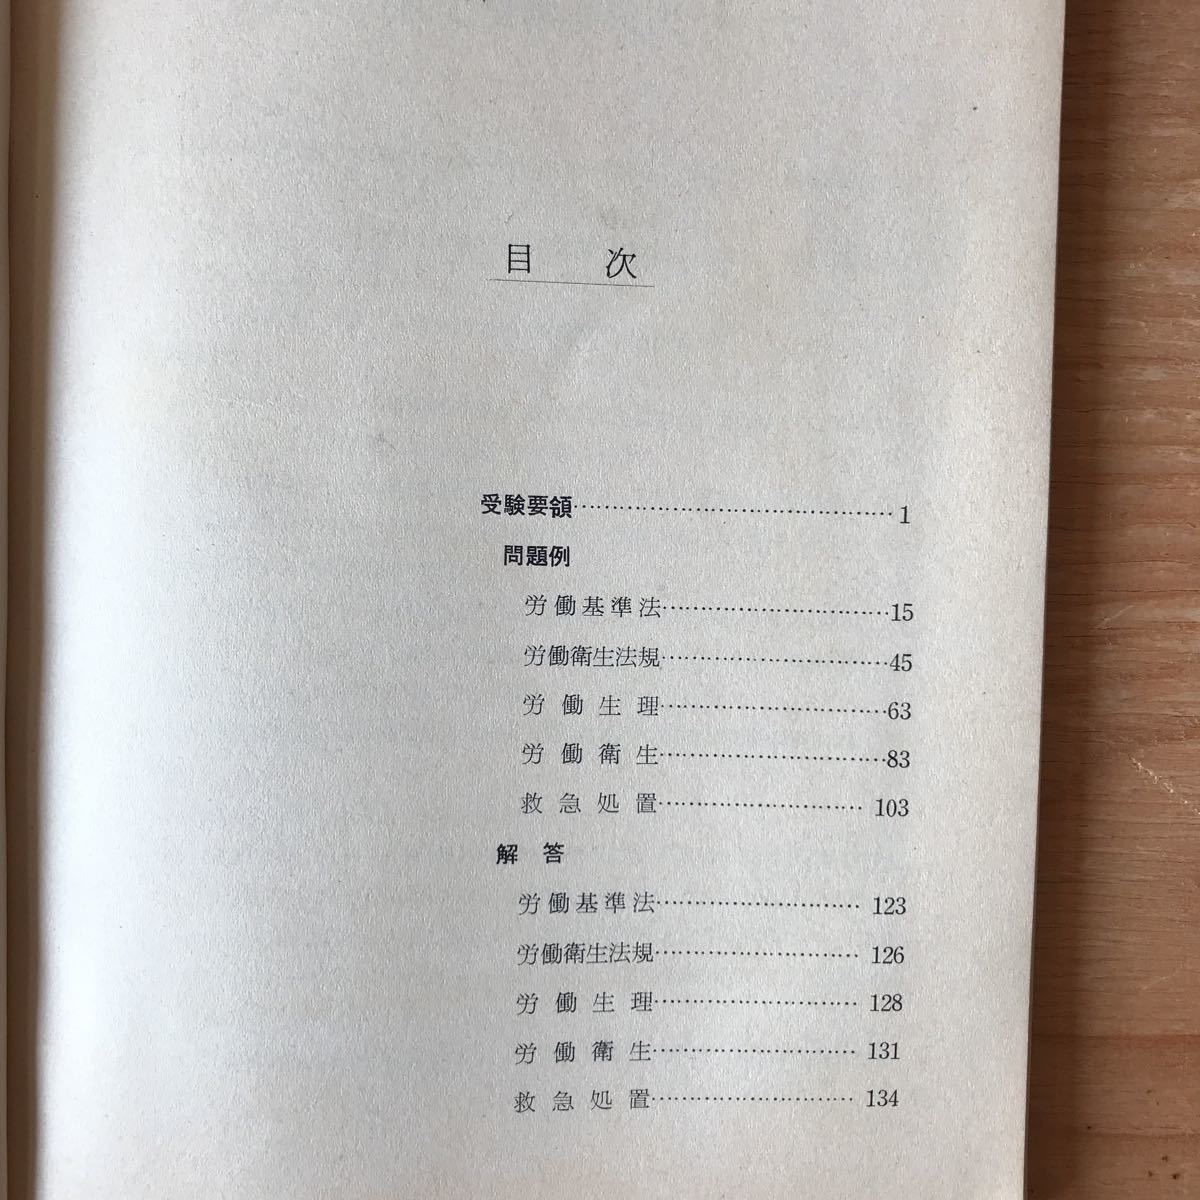 目　次
受験要領……………………………………1
問題例
労働基準法…………………………15
労働衛生法規…………………………45
労働生理…………………………63
労働衛生…………………………83
救急処置………………………103
解　答
労働基準法………………………123
労働衛生法規………………………126
労働生理………………………128
労働衛生………………………131
救急処置………………………134